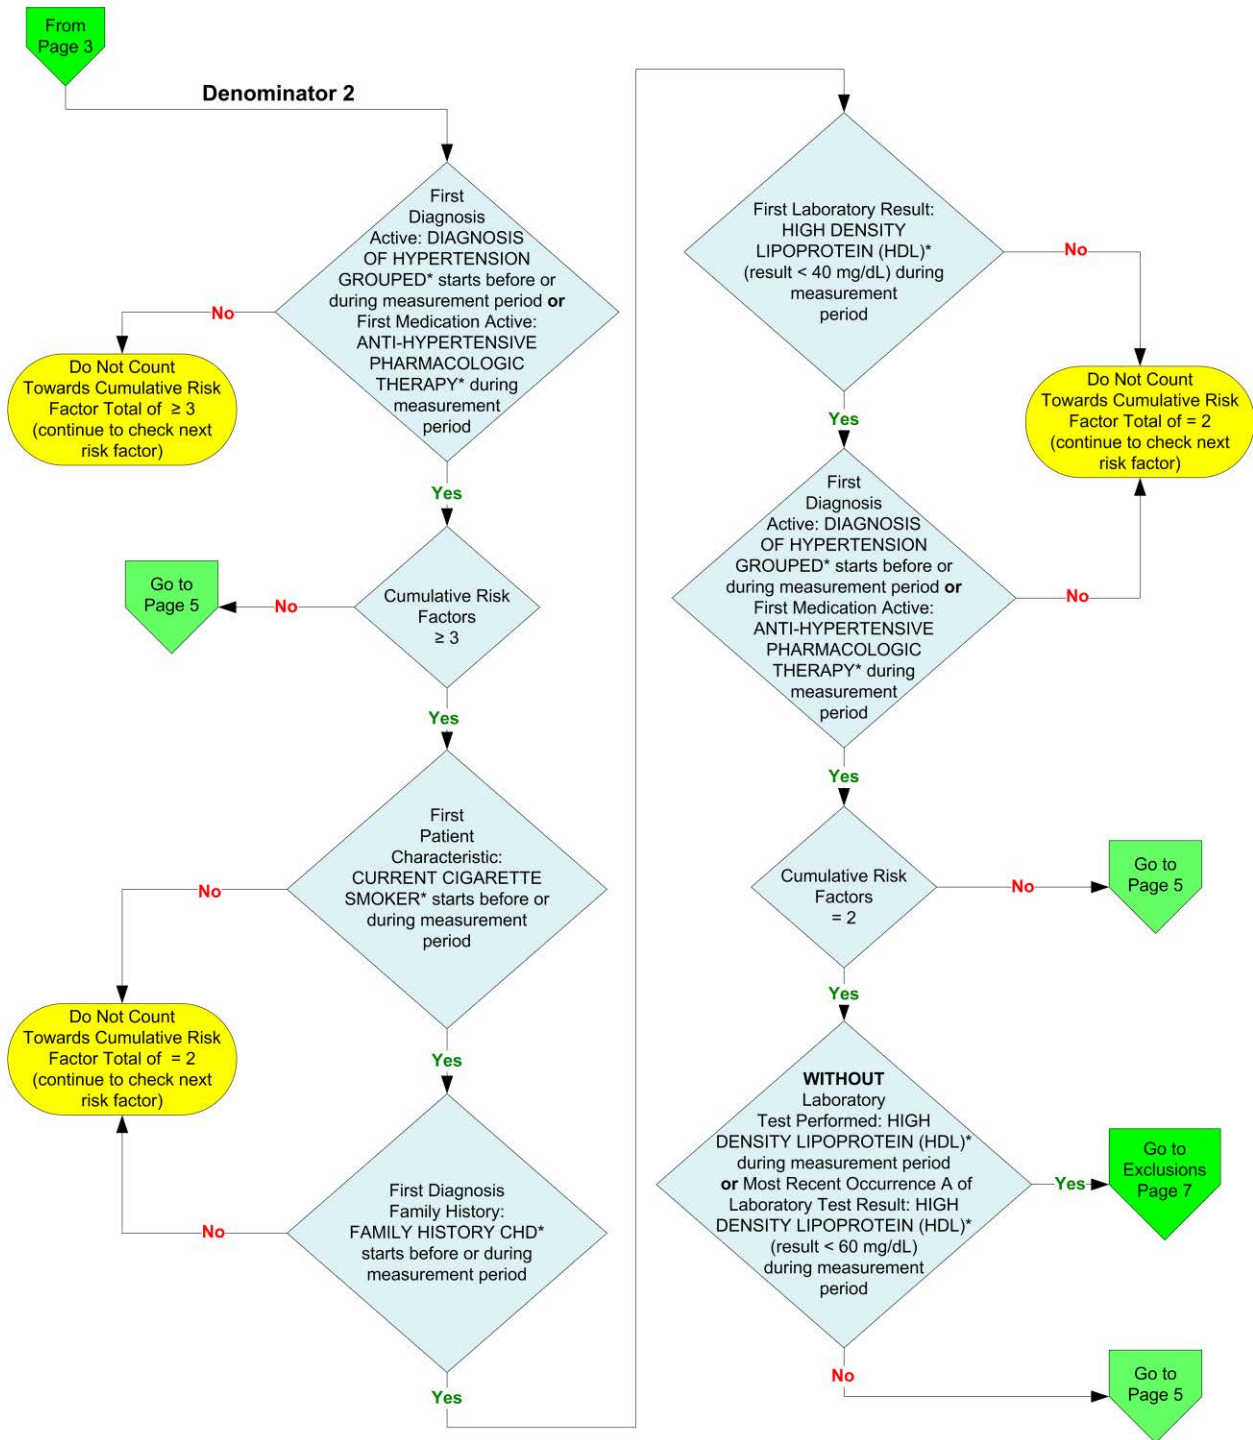 From
Page 3
Denominator 2
First
Diagnosis
Active: DIAGNOSIS
OF HYPERTENSION
GROUPED* starts before or
during measurement period or
First Medication Active:
ANTI-HYPERTENSIVE
PHARMACOLOGIC
THERAPY* during
measurement
period
No
Do Not Count
Towards Cumulative Risk
Factor Total of ≥ 3
(continue to check next
risk factor)
Yes
Cumulative Risk
Factors
≥ 3
No
Go to
Page 5
Yes
First
Patient
Characteristic:
CURRENT CIGARETTE
SMOKER* starts before or
during measurement
period
No
Do Not Count
Towards Cumulative Risk
Factor Total of = 2
(continue to check next
risk factor)
Yes
First Diagnosis
Family History:
FAMILY HISTORY CHD*
starts before or during
measurement period
No
Yes
First Laboratory Result:
HIGH DENSITY
LIPOPROTEIN (HDL)*
(result < 40 mg/dL) during
measurement
period
No
Do Not Count
Towards Cumulative Risk
Factor Total of = 2
(continue to check next
risk factor)
Yes
First
Diagnosis
Active: DIAGNOSIS
OF HYPERTENSION
GROUPED* starts before or
during measurement period or
First Medication Active:
ANTI-HYPERTENSIVE
PHARMACOLOGIC
THERAPY* during
measurement
period
No
Yes
Cumulative Risk
Factors
= 2
No
Go to
Page 5
Yes
WITHOUT
Laboratory
Test Performed: HIGH
DENSITY LIPOPROTEIN (HDL)*
during measurement period
or Most Recent Occurrence A of
Laboratory Test Result: HIGH
DENSITY LIPOPROTEIN (HDL)*
(result < 60 mg/dL)
during measurement
period
Yes
Go to
Exclusions
Page 7
No
Go to
Page 5